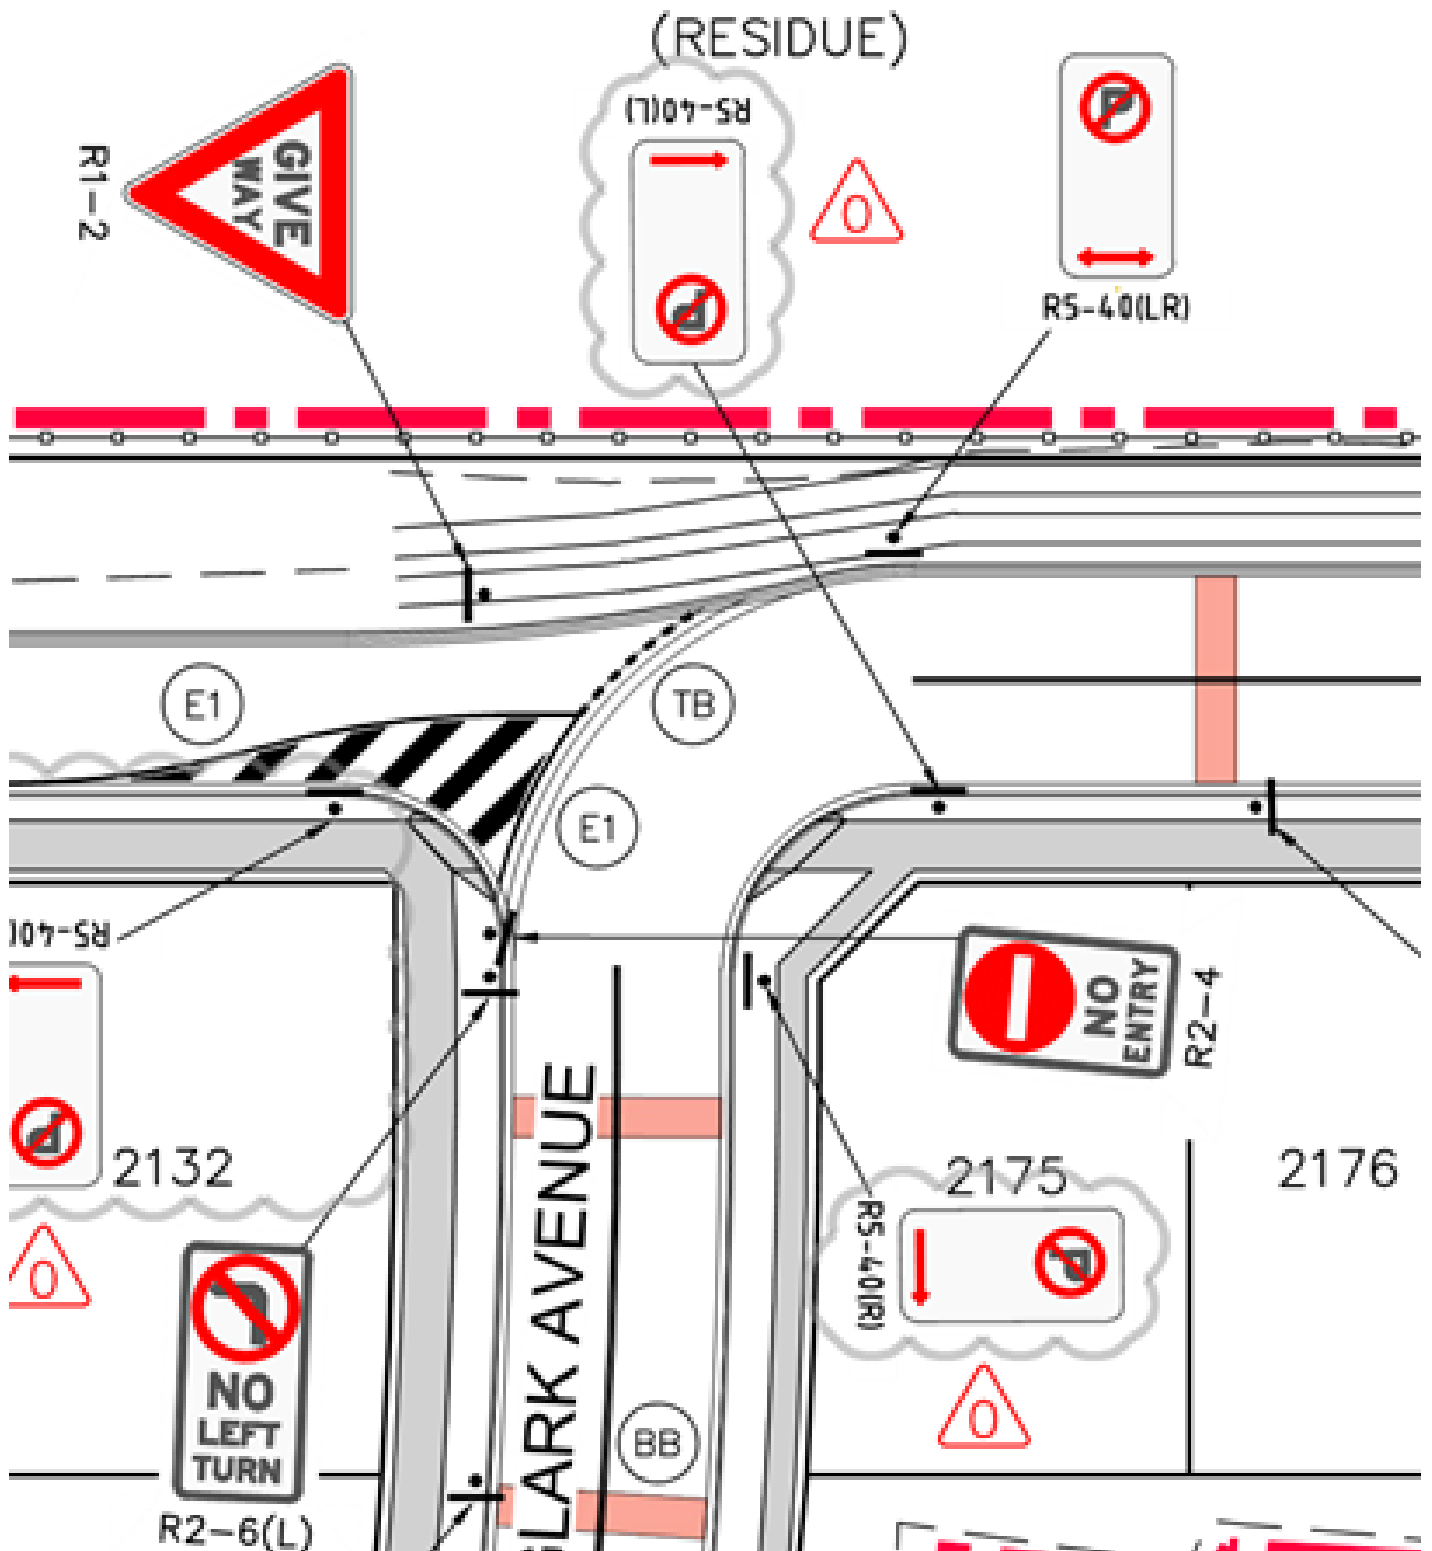 (RESIDUE)
R5-40(L)
P
0
P
R5-40(LR)
GIVE
WAY
R1-2
E1
TB
E1
R5-40(
P
2132
0
NO
ENTRY
R2-4
2175
2176
R5-40(R)
P
0
NO
LEFT
TURN
R2-6(L)
BB
LARK AVENUE